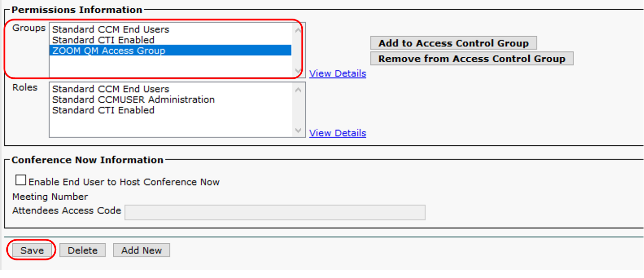 Permissions Information
Groups
Standard CCM End Users
Standard CTI Enabled
ZOOM QM Access Group
View Details
Add to Access Control Group
Remove from Access Control Group
Roles
Standard CCM End Users
Standard CCMUSER Administration
Standard CTI Enabled
View Details
Conference Now Information
Enable End User to Host Conference Now
Meeting Number
Attendees Access Code
Save Delete Add New